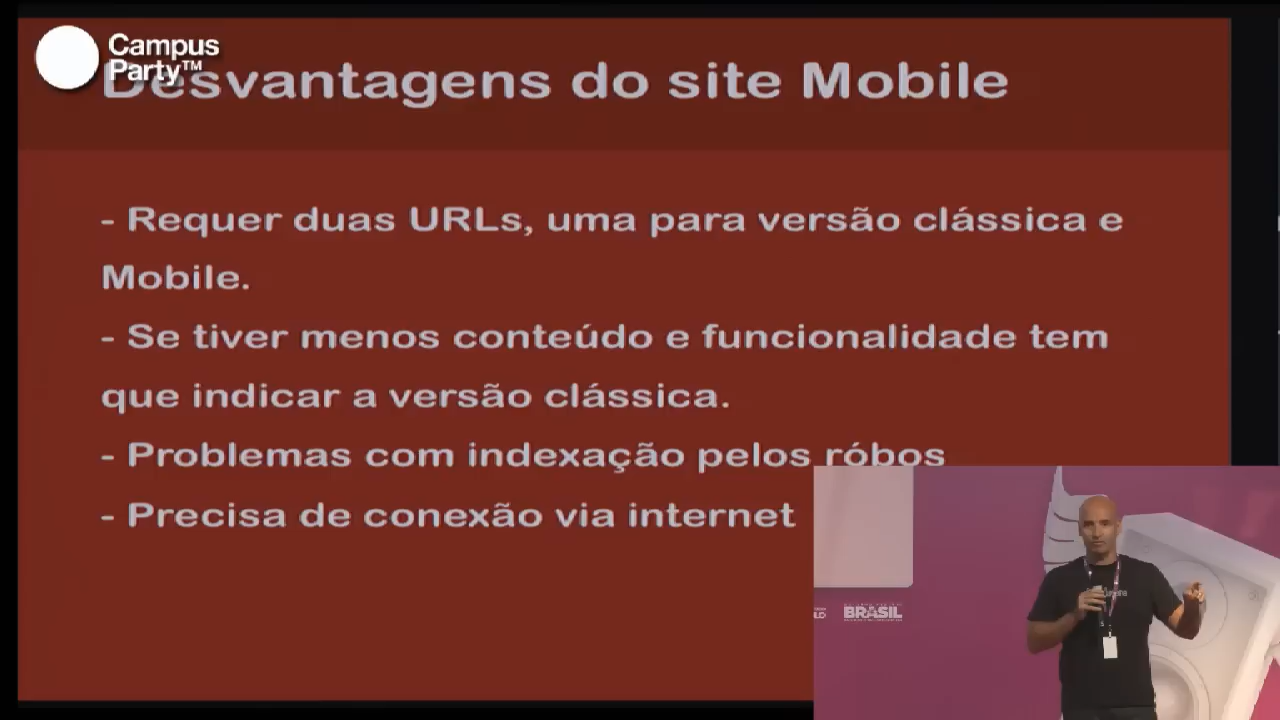 Campus
Party™
Desvantagens do site Mobile
- Requer duas URLs, uma para versão clássica e
Mobile.
- Se tiver menos conteúdo e funcionalidade tem
que indicar a versão clássica.
- Problemas com indexação pelos róbos
- Precisa de conexão via internet
BRASIL